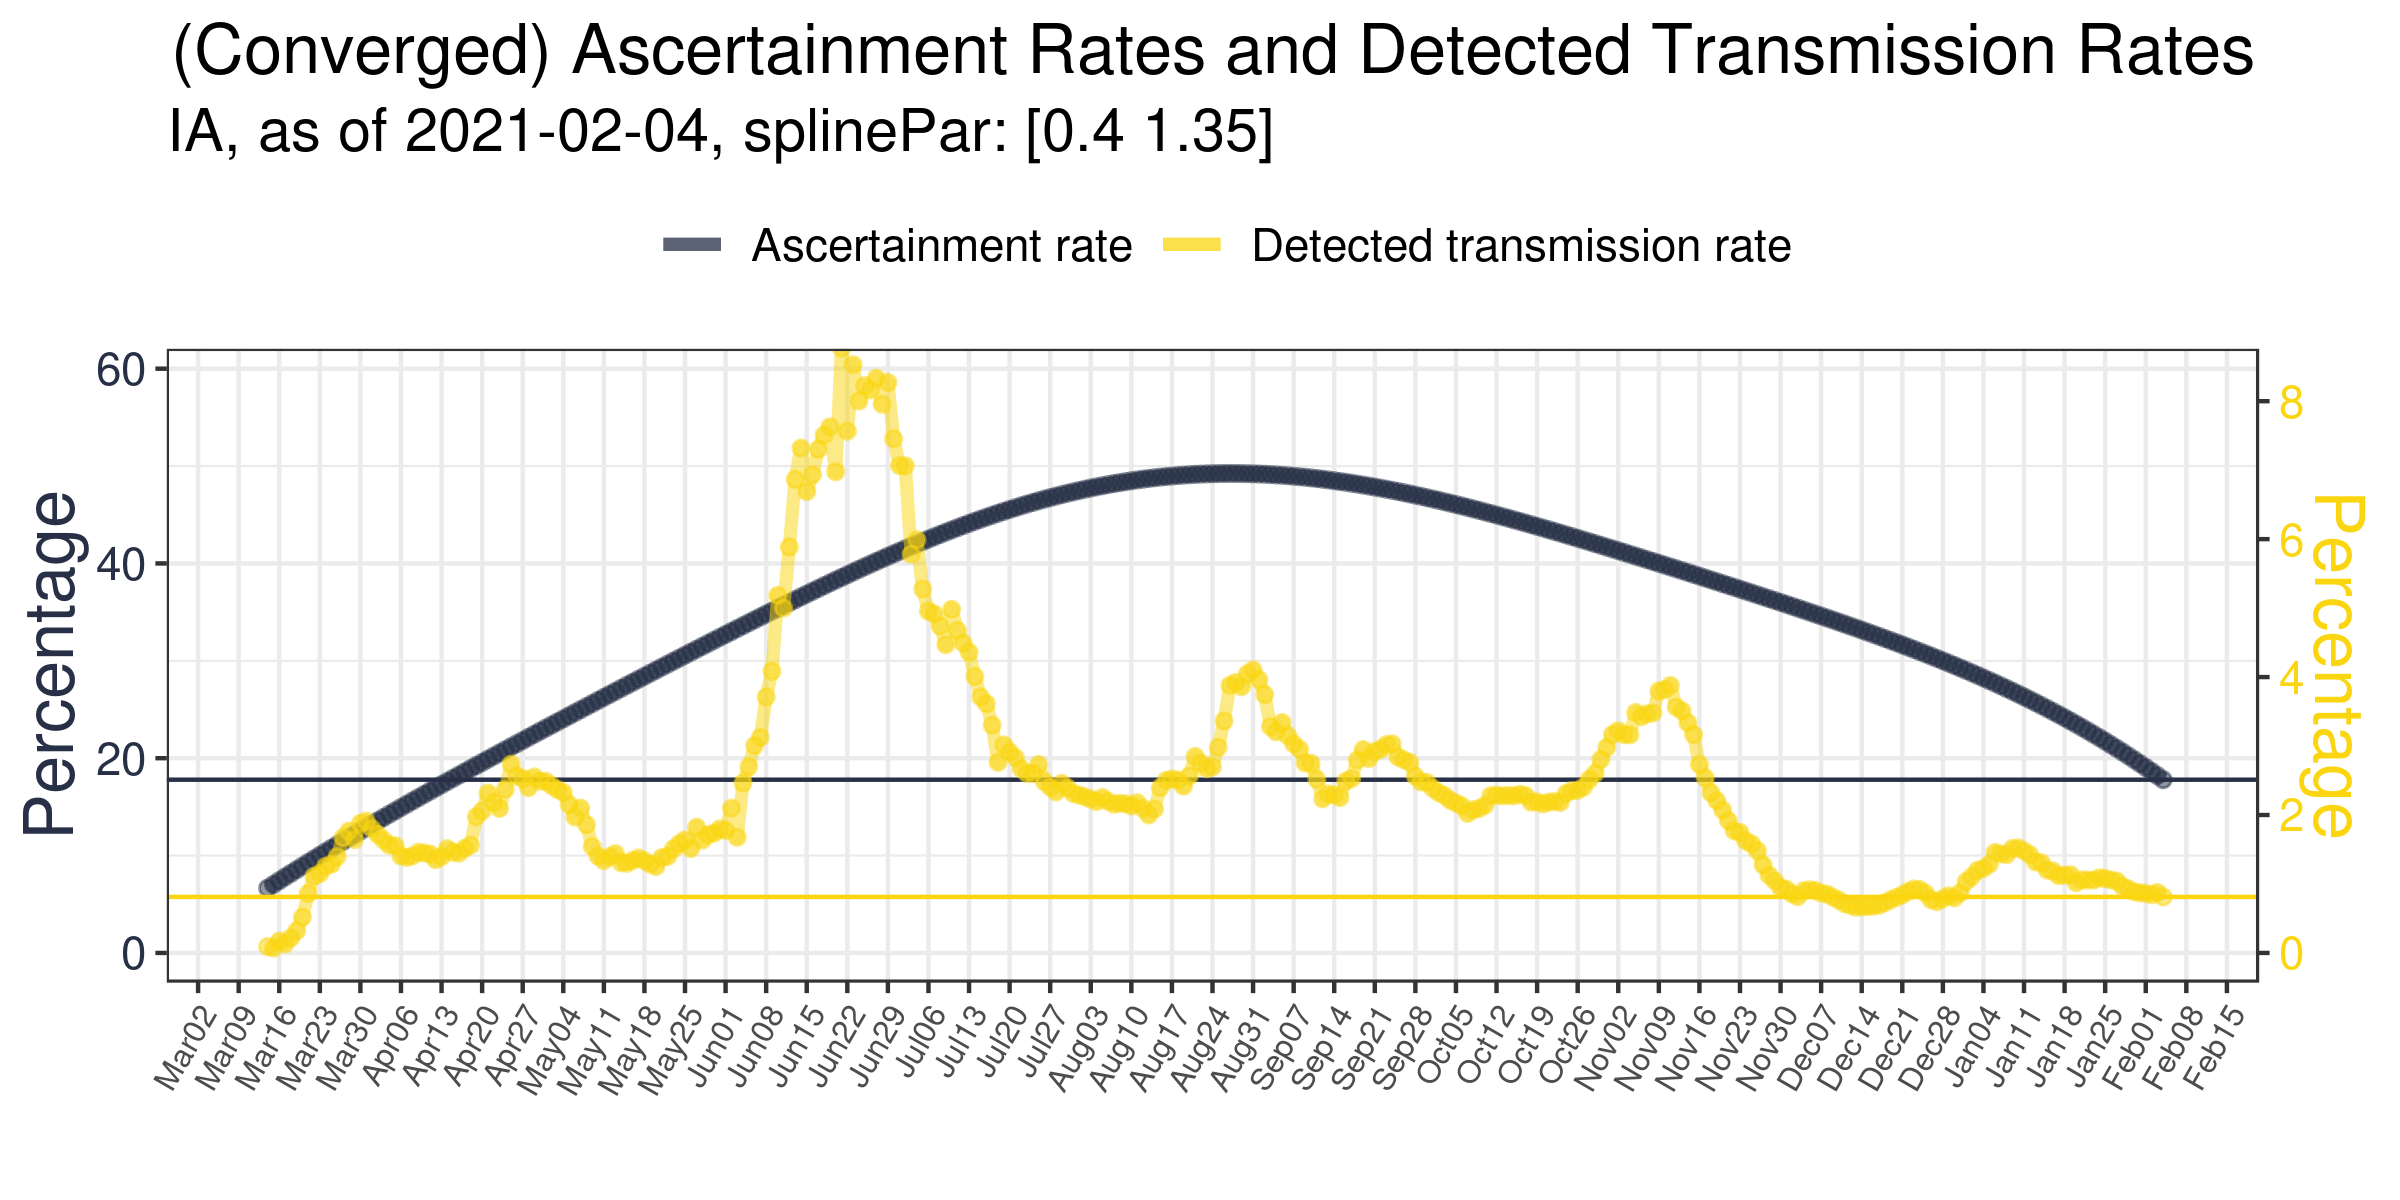 (Converged) Ascertainment Rates and Detected Transmission Rates
IA, as of 2021-02-04, splinePar: [0.4 1.35]
Ascertainment rate
Detected transmission rate
Percentage
60
40
20
0
8
6
4
2
0
Percentage
Mar02
Mar09
Mar16
Mar23
Mar30
Apr06
Apr13
Apr20
Apr27
May04
May11
May18
May25
Jun01
Jun08
Jun15
Jun22
Jun29
Jul06
Jul13
Jul20
Jul27
Aug03
Aug10
Aug17
Aug24
Aug31
Sep07
Sep14
Sep21
Sep28
Oct05
Oct12
Oct19
Oct26
Nov02
Nov09
Nov16
Nov23
Nov30
Dec07
Dec14
Dec21
Dec28
Jan04
Jan11
Jan18
Jan25
Feb01
Feb08
Feb15